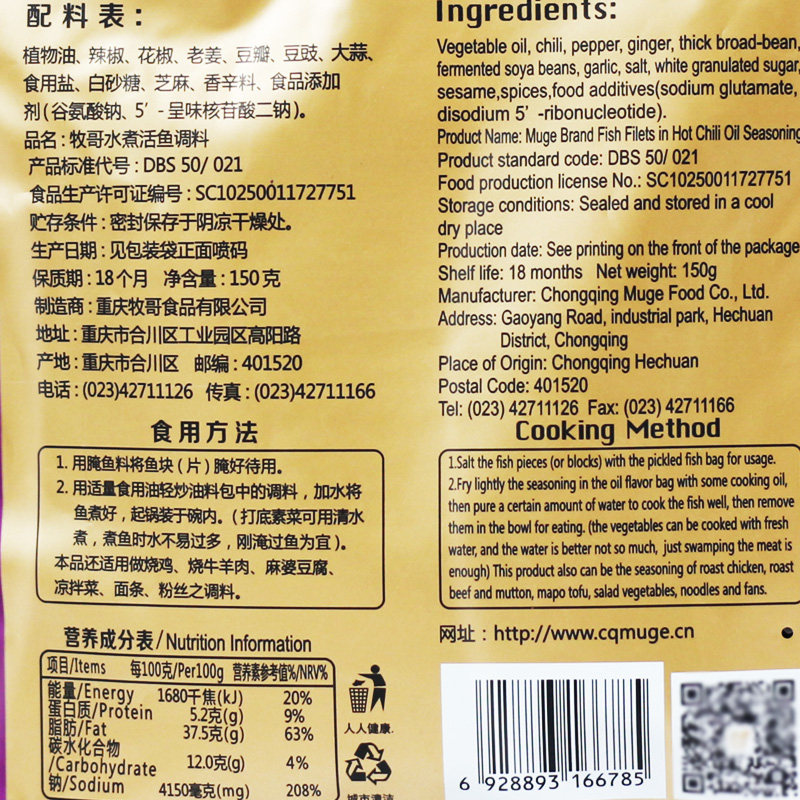 配料表:
植物油、辣椒、花椒、老姜、豆瓣、豆豉、大蒜、
食用盐、白砂糖、芝麻、香辛料、食品添加
剂(谷氨酸钠、5'-呈味核苷酸二钠)。
品名:牧哥水煮活鱼调料
产品标准代号:DBS 50/ 021
食品生产许可证编号:SC10250011727751
贮存条件:密封保存于阴凉干燥处。
生产日期:见包装袋正面喷码
保质期:18个月 净含量:150克
制造商:重庆牧哥食品有限公司
地址:重庆市合川区工业园区高阳路
产地:重庆市合川区 邮编:401520
电话:(023)42711126 传真:(023)42711166
食用方法
1. 用腌鱼料将鱼块(片)腌好待用。
2. 用适量食用油轻炒油料包中的调料,加水将
鱼煮好,起锅装于碗内。(打底素菜可用清水
煮,煮鱼时水不易过多,刚淹过鱼为宜)。
本品还适用做烧鸡、烧牛羊肉、麻婆豆腐、
凉拌菜、面条、粉丝之调料。
营养成分表/Nutrition Information
项目/Items 每100克/Per100g 营养素参考值%/NRV%
能量/Energy 1680千焦(kJ) 20%
蛋白质/Protein 5.2克(g) 9%
脂肪/Fat 37.5克(g) 63%
碳水化合物
/Carbohydrate 12.0克(g) 4%
钠/Sodium 4150毫克(mg) 208%
人人健康.
城市清洁
Ingredients:
Vegetable oil, chili, pepper, ginger, thick broad-bean,
fermented soya beans, garlic, salt, white granulated sugar,
sesame,spices,food additives(sodium glutamate,
disodium 5'-ribonucleotide).
Product Name: Muge Brand Fish Filets in Hot Chili Oil Seasoning
Product standard code: DBS 50/ 021
Food production license No.: SC10250011727751
Storage conditions: Sealed and stored in a cool
dry place
Production date: See printing on the front of the package
Shelf life: 18 months Net weight: 150g
Manufacturer: Chongqing Muge Food Co., Ltd.
Address: Gaoyang Road, industrial park, Hechuan
District, Chongqing
Place of Origin: Chongqing Hechuan
Postal Code: 401520
Tel: (023) 42711126 Fax: (023) 42711166
Cooking Method
1.Salt the fish pieces (or blocks) with the pickled fish bag for usage.
2.Fry lightly the seasoning in the oil flavor bag with some cooking oil,
then pure a certain amount of water to cook the fish well, then remove
them in the bowl for eating. (the vegetables can be cooked with fresh
water, and the water is better not so much, just swamping the meat is
enough) This product also can be the seasoning of roast chicken, roast
beef and mutton, mapo tofu, salad vegetables, noodles and fans.
网址:http://www.cqmuge.cn
6 928893 166785